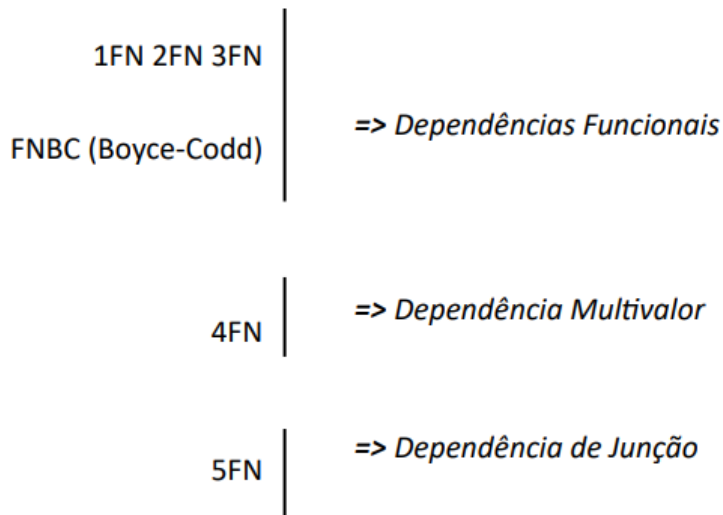 1FN 2FN 3FN
=> Dependências Funcionais
FNBC (Boyce-Codd)
=> Dependência Multivalor
4FN
=> Dependência de Junção
5FN